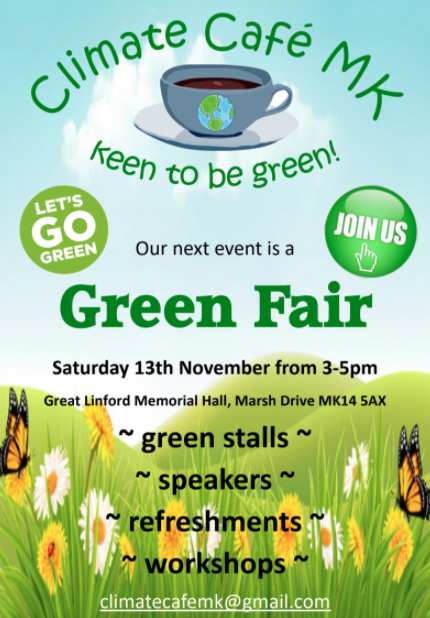 Climate Café MK
keen to be green!
LET'S
GO
GREEN
JOIN US
Our next event is a
Green Fair
Saturday 13th November from 3-5pm
Great Linford Memorial Hall, Marsh Drive MK14 5AX
~ green stalls ~
~ speakers ~
~ refreshments ~
~ workshops ~
climatecafemk@gmail.com